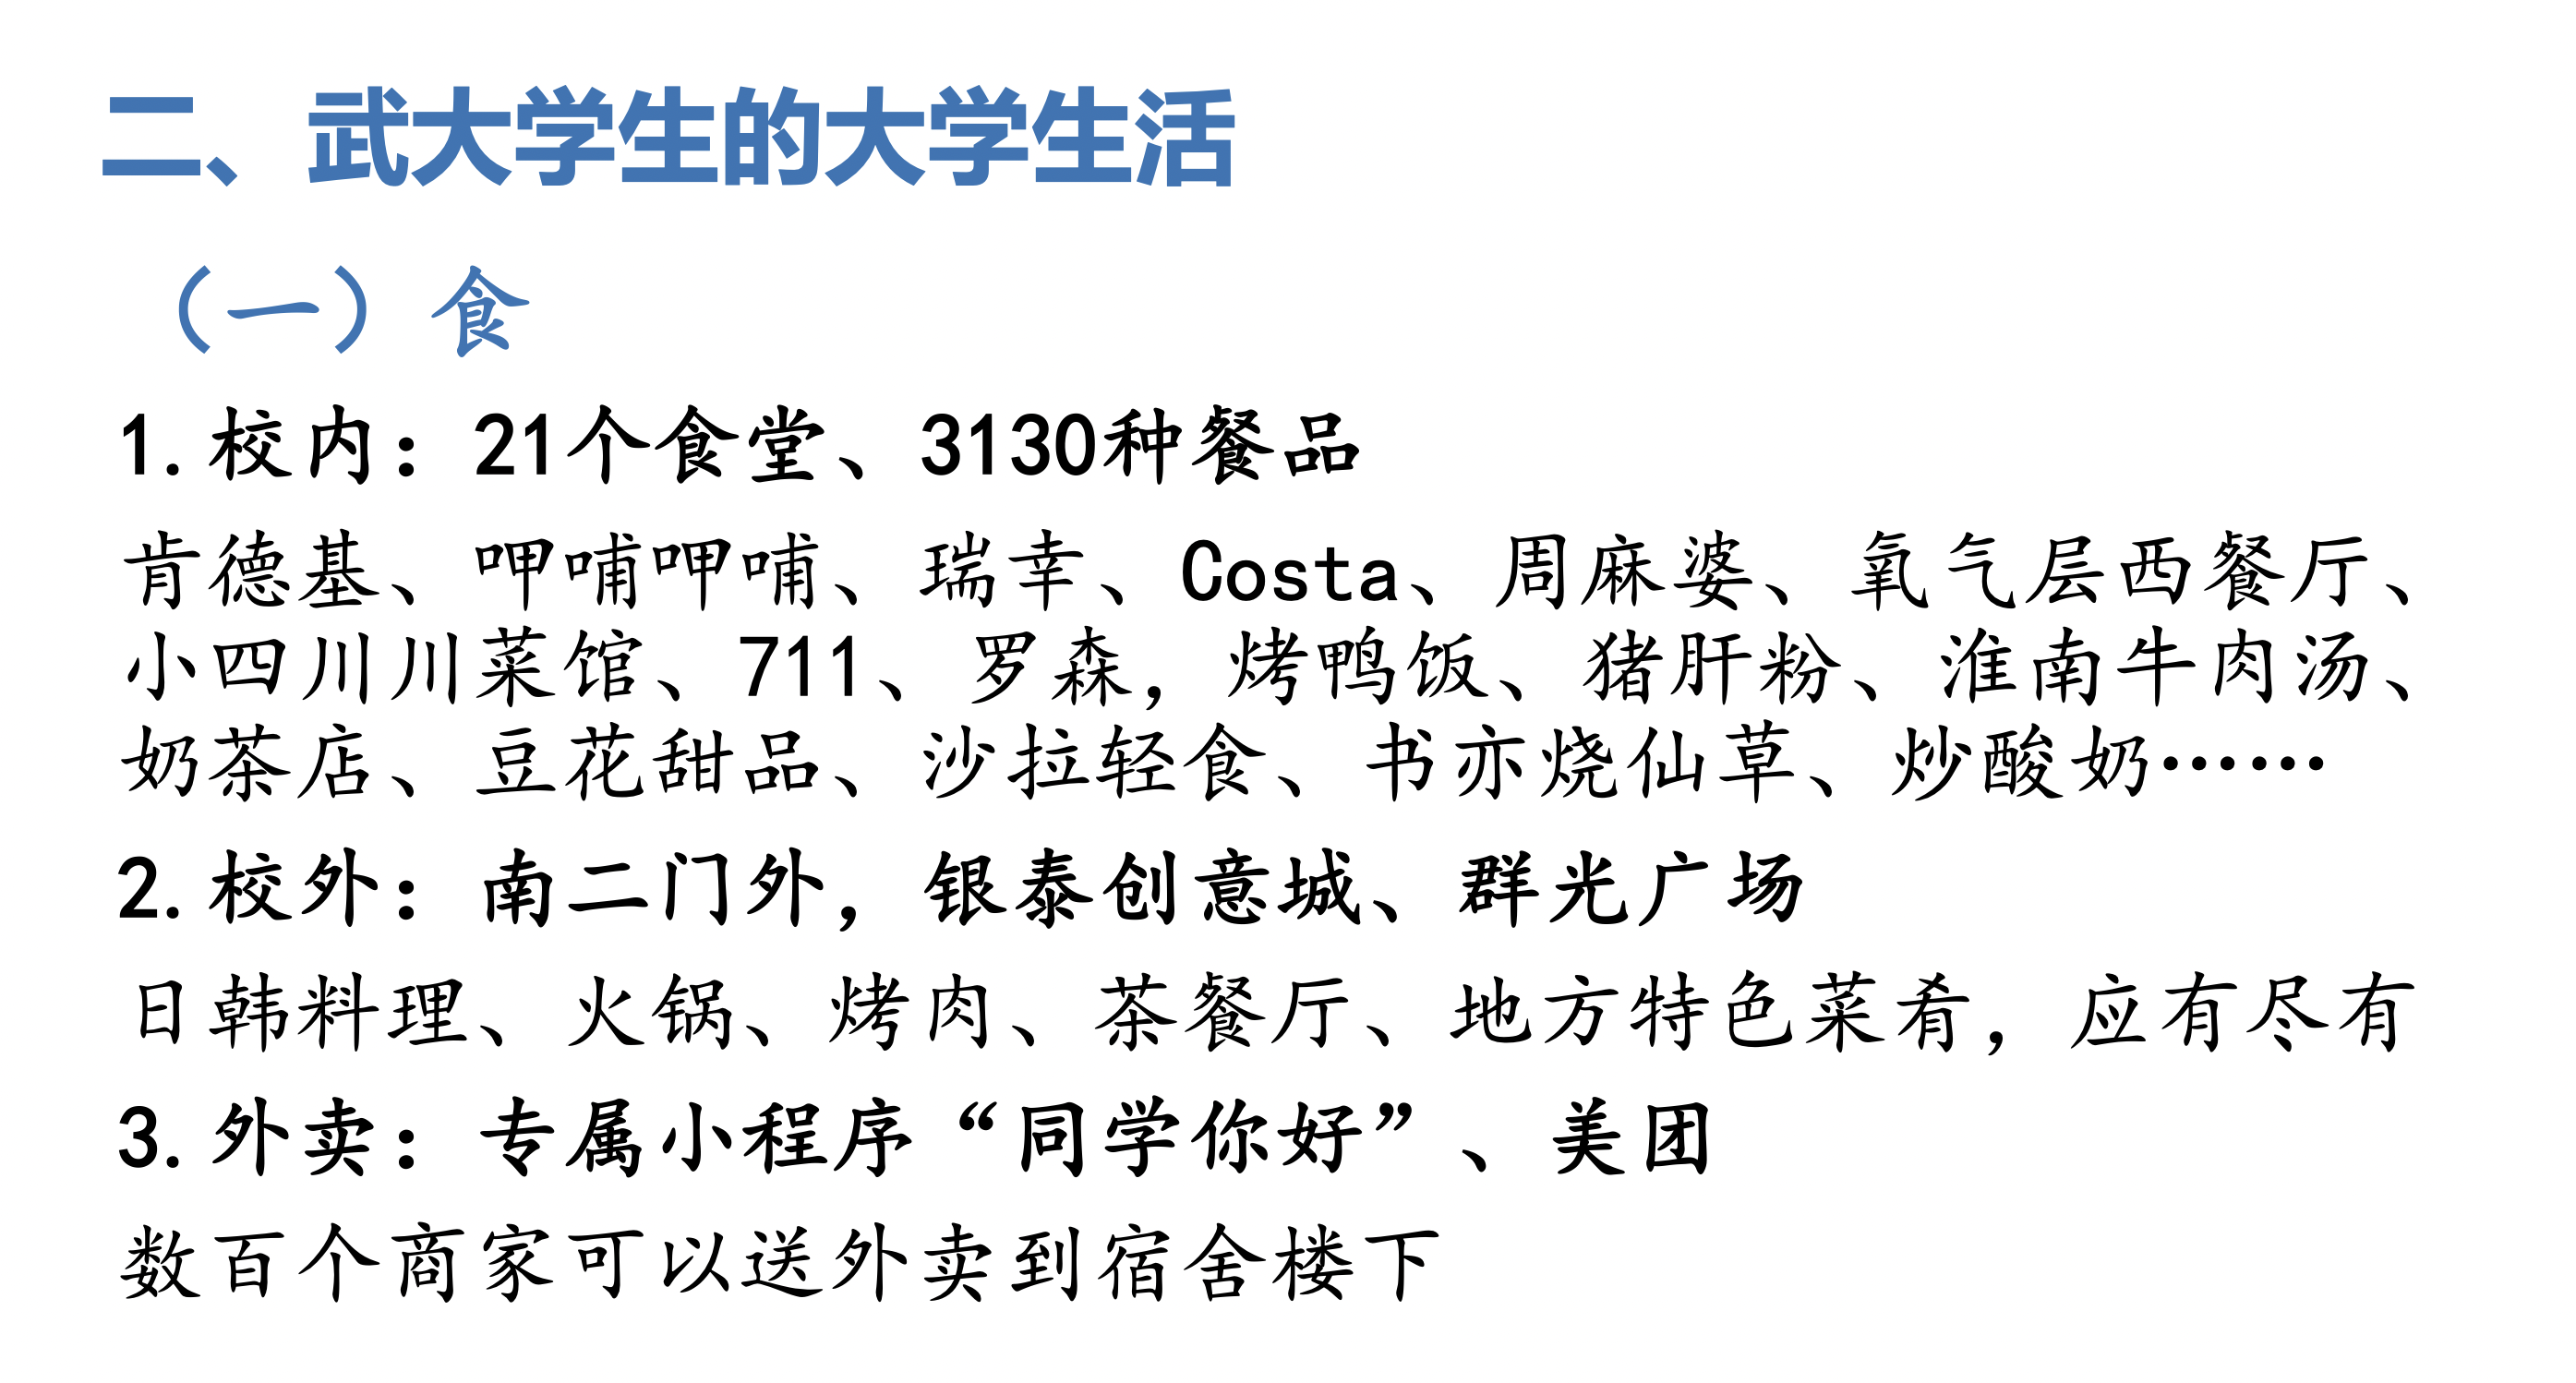 二、武大学生的大学生活
（一）食
1.校内：21个食堂、3130种餐品
肯德基、呷哺呷哺、瑞幸、Costa、周麻婆、氧气层西餐厅、
小四川川菜馆、711、罗森，烤鸭饭、猪肝粉、淮南牛肉汤、
奶茶店、豆花甜品、沙拉轻食、书亦烧仙草、炒酸奶……
2.校外：南二门外，银泰创意城、群光广场
日韩料理、火锅、烤肉、茶餐厅、地方特色菜肴，应有尽有
3.外卖：专属小程序“同学你好”、美团
数百个商家可以送外卖到宿舍楼下